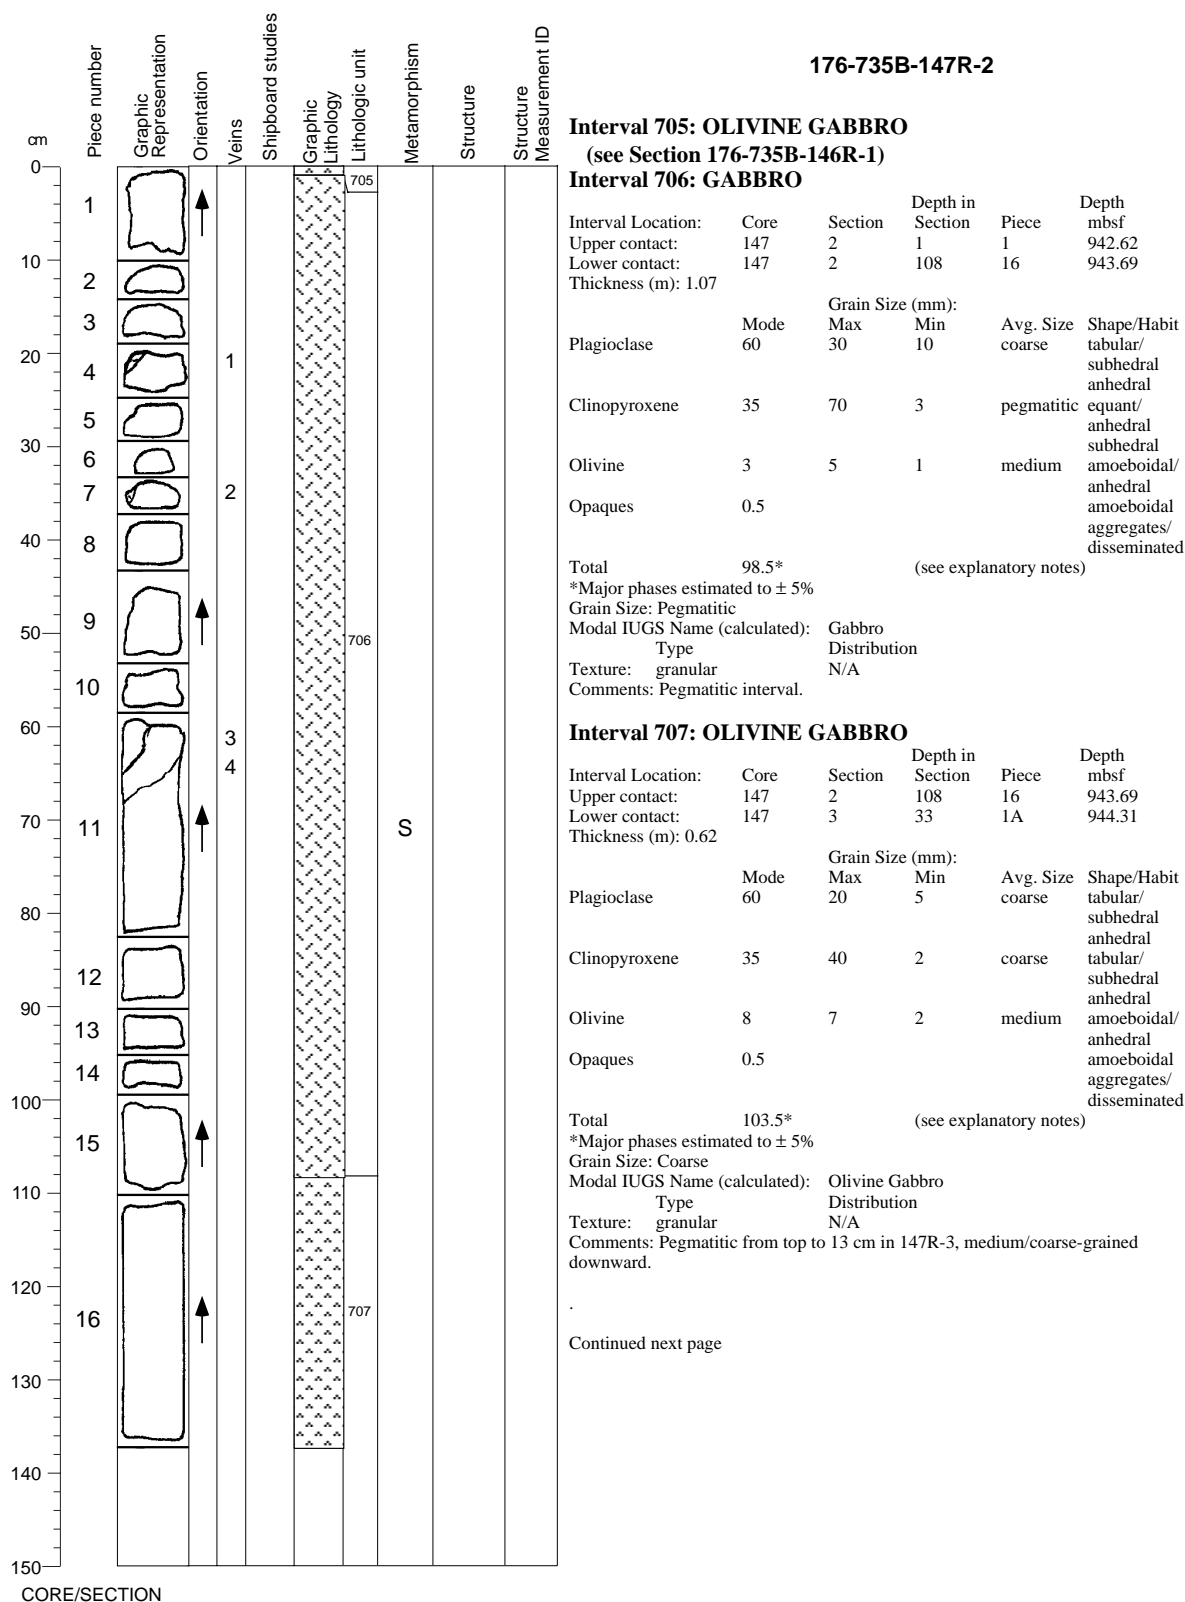 cm
Piece number
Graphic
Representation
Orientation
Veins
Shipboard studies
Graphic
Lithology
Lithologic unit
Metamorphism
Structure
Structure
Measurement ID
0
10
20
30
40
50
60
70
80
90
100
110
120
130
140
150
1
2
3
4
5
6
7
8
9
10
11
12
13
14
15
16
1
2
3
4
705
706
707
S
CORE/SECTION
176-735B-147R-2
Interval 705: OLIVINE GABBRO
(see Section 176-735B-146R-1)
Interval 706: GABBRO
Depth in Depth
Interval Location: Core Section Section Piece mbsf
Upper contact: 147 2 1 1 942.62
Lower contact: 147 2 108 16 943.69
Thickness (m): 1.07
Grain Size (mm):
Mode Max Min Avg. Size Shape/Habit
Plagioclase 60 30 10 coarse tabular/
subhedral
anhedral
Clinopyroxene 35 70 3 pegmatitic equant/
anhedral
subhedral
Olivine 3 5 1 medium amoeboidal/
anhedral
Opaques 0.5 amoeboidal
aggregates/
disseminated
Total 98.5* (see explanatory notes)
*Major phases estimated to ± 5%
Grain Size: Pegmatitic
Modal IUGS Name (calculated): Gabbro
Type Distribution
Texture: granular N/A
Comments: Pegmatitic interval.
Interval 707: OLIVINE GABBRO
Depth in Depth
Interval Location: Core Section Section Piece mbsf
Upper contact: 147 2 108 16 943.69
Lower contact: 147 3 33 1A 944.31
Thickness (m): 0.62
Grain Size (mm):
Mode Max Min Avg. Size Shape/Habit
Plagioclase 60 20 5 coarse tabular/
subhedral
anhedral
Clinopyroxene 35 40 2 coarse tabular/
subhedral
anhedral
Olivine 8 7 2 medium amoeboidal/
anhedral
Opaques 0.5 amoeboidal
aggregates/
disseminated
Total 103.5* (see explanatory notes)
*Major phases estimated to ± 5%
Grain Size: Coarse
Modal IUGS Name (calculated): Olivine Gabbro
Type Distribution
Texture: granular N/A
Comments: Pegmatitic from top to 13 cm in 147R-3, medium/coarse-grained
downward.
.
Continued next page